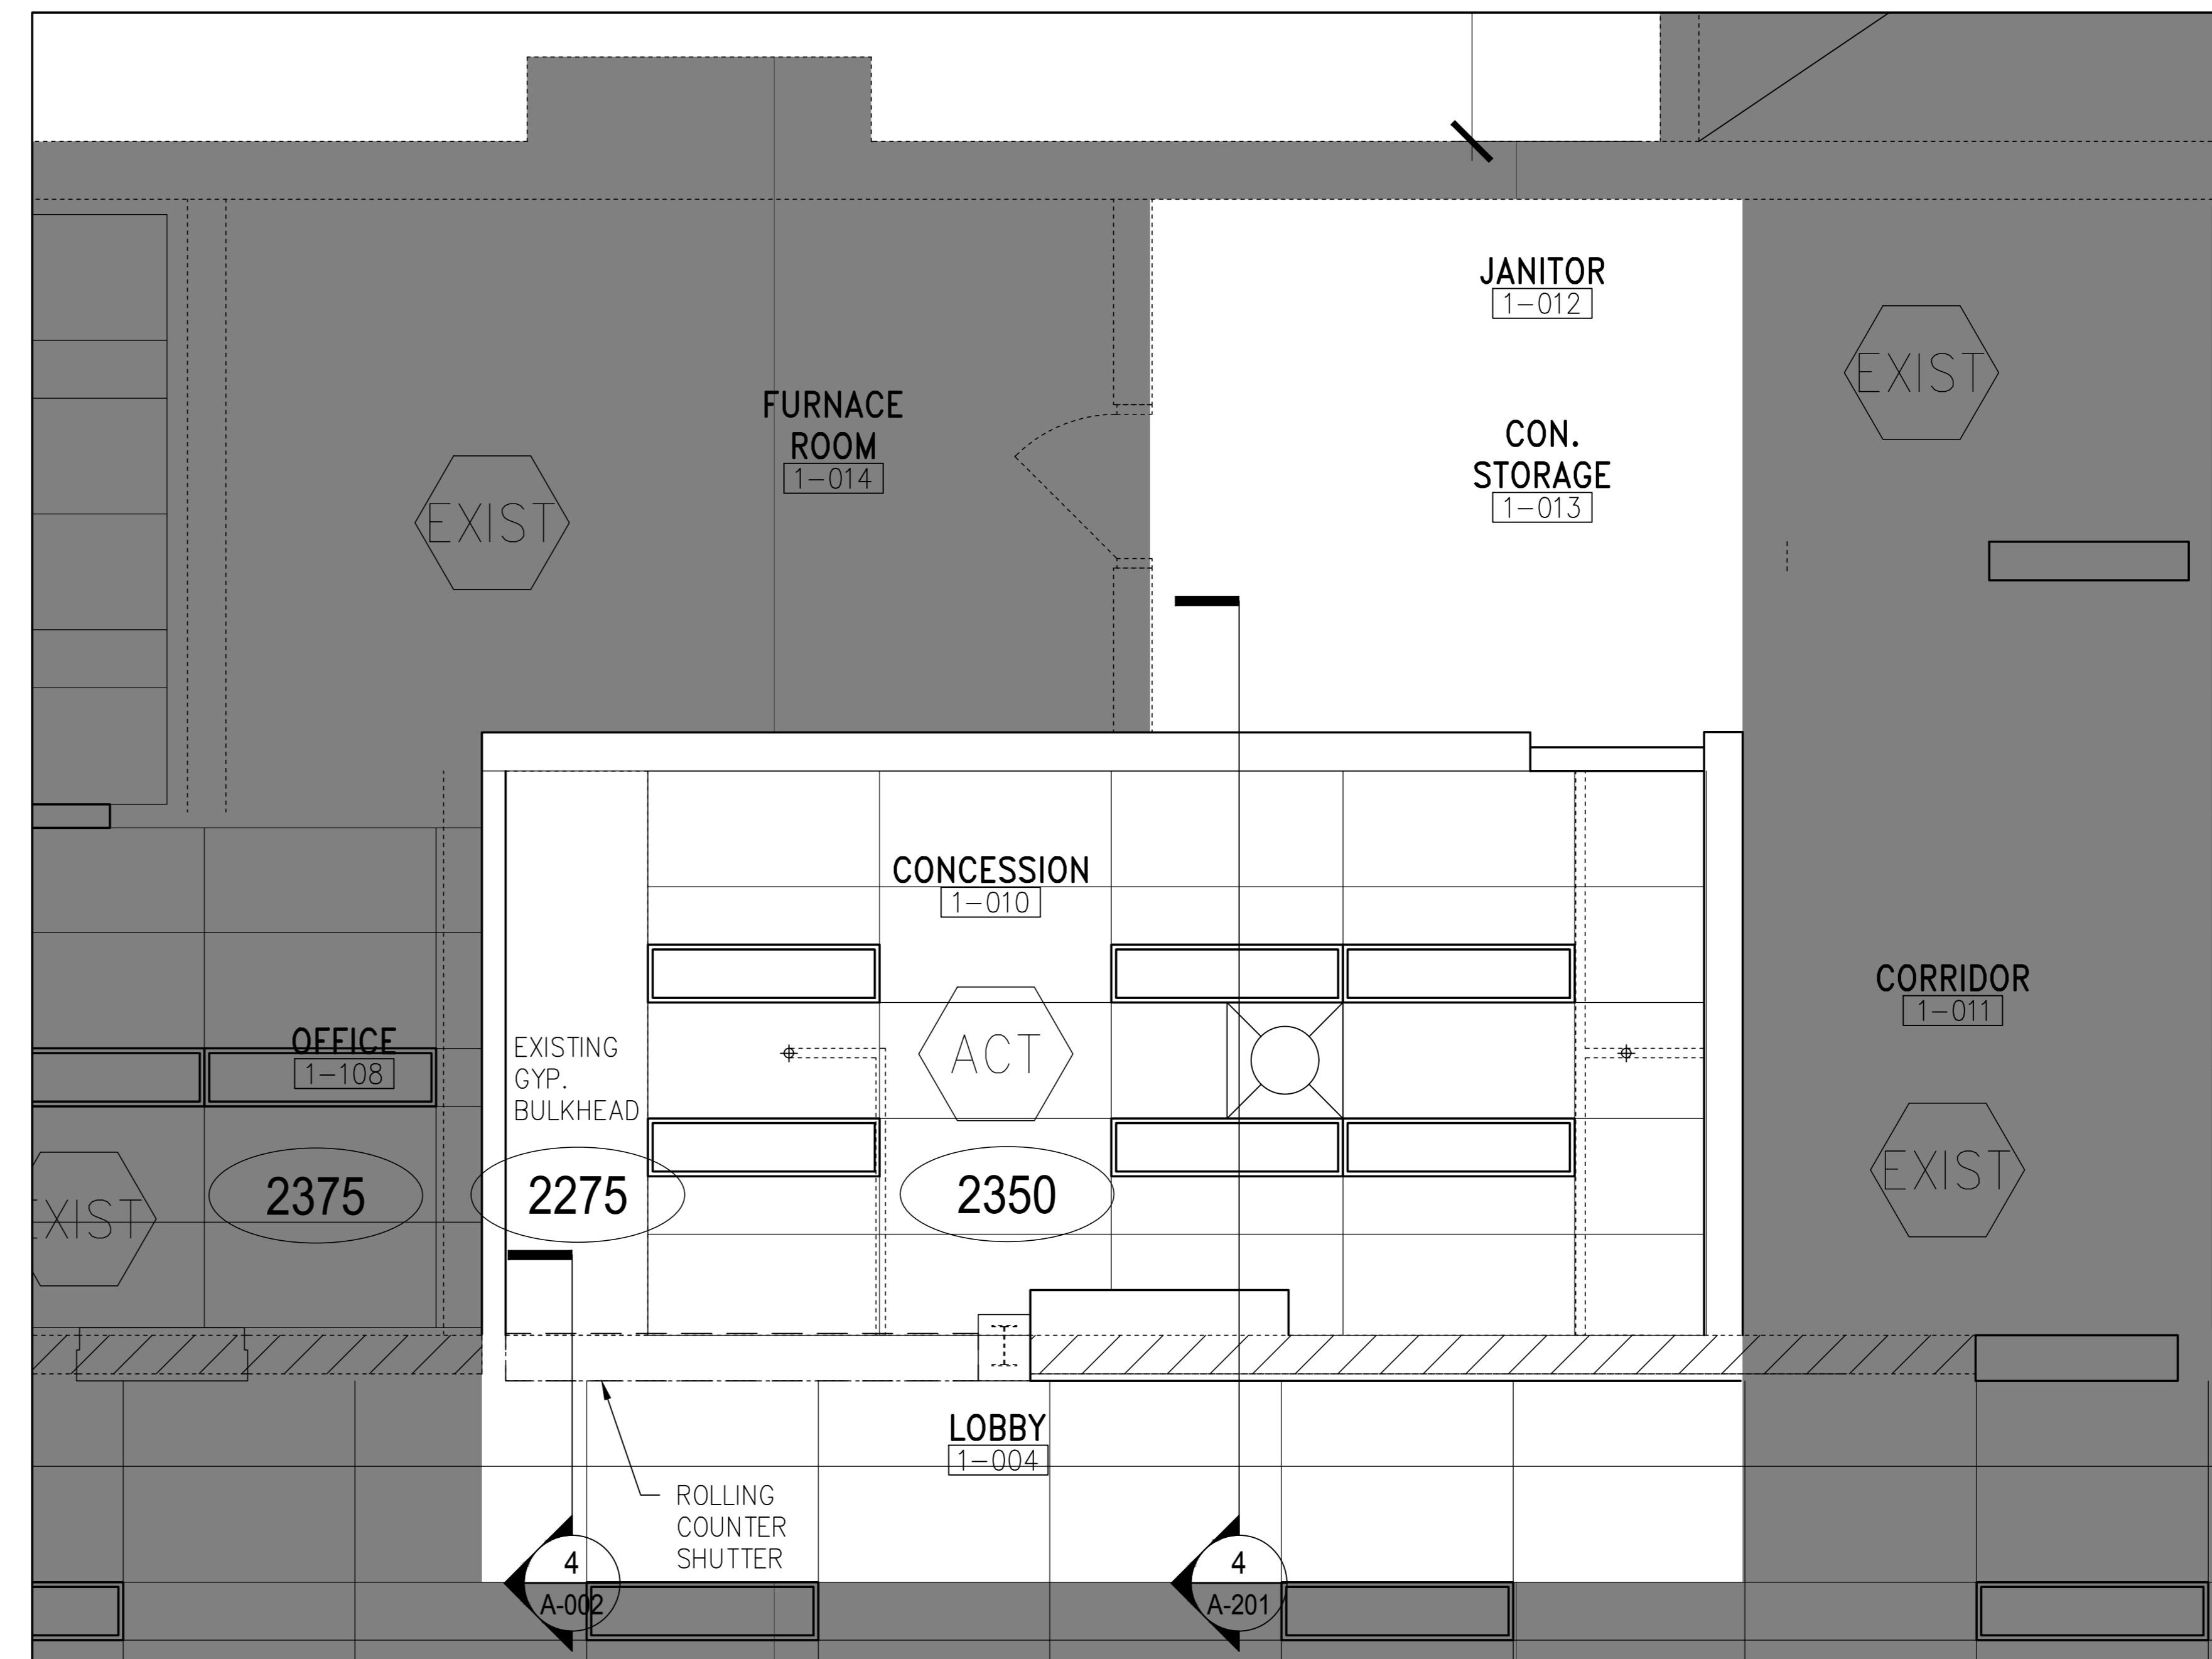 JANITOR
1-012
EXIST
FURNACE
ROOM
1-014
CON.
STORAGE
1-013
EXIST
CONCESSION
1-010
CORRIDOR
1-011
OFFICE
1-108
EXISTING
GYP.
BULKHEAD
ACT
EXIST
2375
2275
2350
EXIST
LOBBY
1-004
ROLLING
COUNTER
SHUTTER
4
A-002
4
A-201